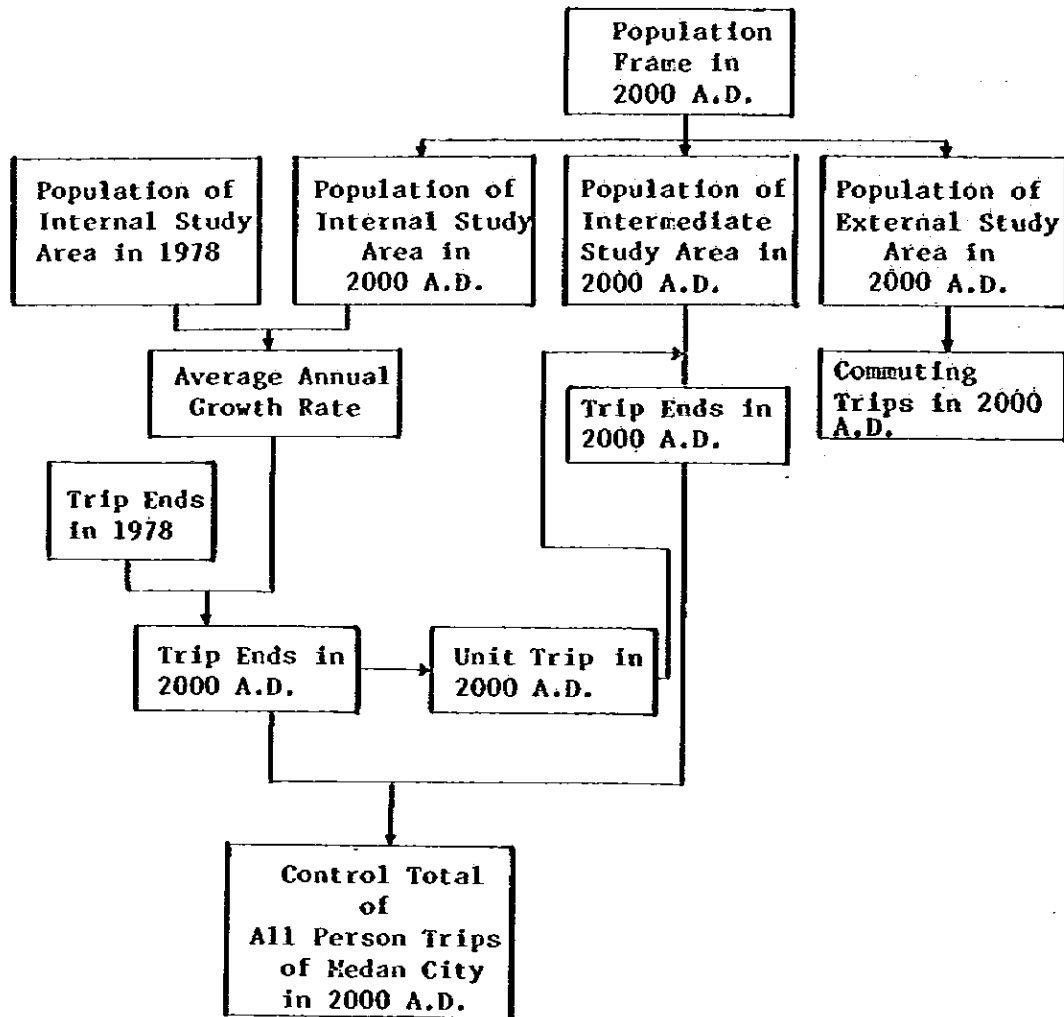 Population
Frame in
2000 A.D.
Population of
Internal Study
Area in 1978
Population of
Internal Study
Area in
2000 A.D.
Population of
Intermediate
Study Area in
2000 A.D.
Population of
External Study
Area in
2000 A.D.
Average Annual
Growth Rate
Trip Ends in
2000 A.D.
Commuting
Trips in 2000
A.D.
Trip Ends
in 1978
Trip Ends in
2000 A.D.
Unit Trip in
2000 A.D.
Control Total
of
All Person Trips
of Medan City
in 2000 A.D.